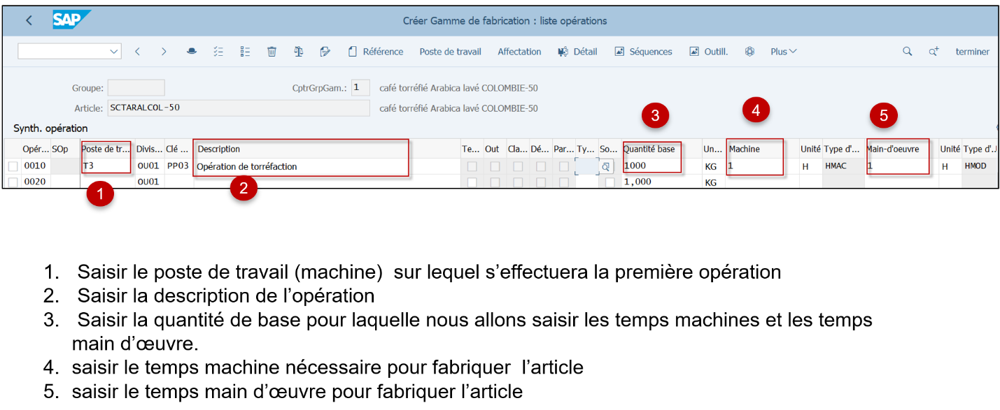 SAP
Créer Gamme de fabrication : liste opérations
Référence Poste de travail Affectation Détail Séquences Outill. Plus terminer
Groupe: CptrGrpGam.: 1 café torréfié Arabica lavé COLOMBIE-50
Article: SCTARALCOL-50 café torréfié Arabica lavé COLOMBIE-50
3 4 5
Synth. opération
Opér... SOp Poste de tr... Divis... Clé ... Description Te... Out Cla... Dé... Par... Ty... So... Quantité base Un... Machine Unité Type d'... Main-d'oeuvre Unité Type d'..
0010 T3 OU01 PP03 Opération de torréfaction 1000 KG 1 H HMAC 1 H HMOD
0020 OU01 1,000 KG
1 2
1. Saisir le poste de travail (machine) sur lequel s’effectuera la première opération
2. Saisir la description de l’opération
3. Saisir la quantité de base pour laquelle nous allons saisir les temps machines et les temps
main d’œuvre.
4. saisir le temps machine nécessaire pour fabriquer l’article
5. saisir le temps main d’œuvre pour fabriquer l’article